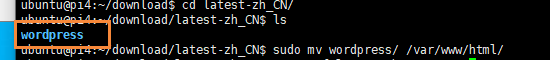 ubuntu@pi4:~/download$ cd latest-zh_CN/
ubuntu@pi4:~/download/latest-zh_CN$ ls
wordpress
ubuntu@pi4:~/download/latest-zh_CN$ sudo mv wordpress/ /var/www/html/